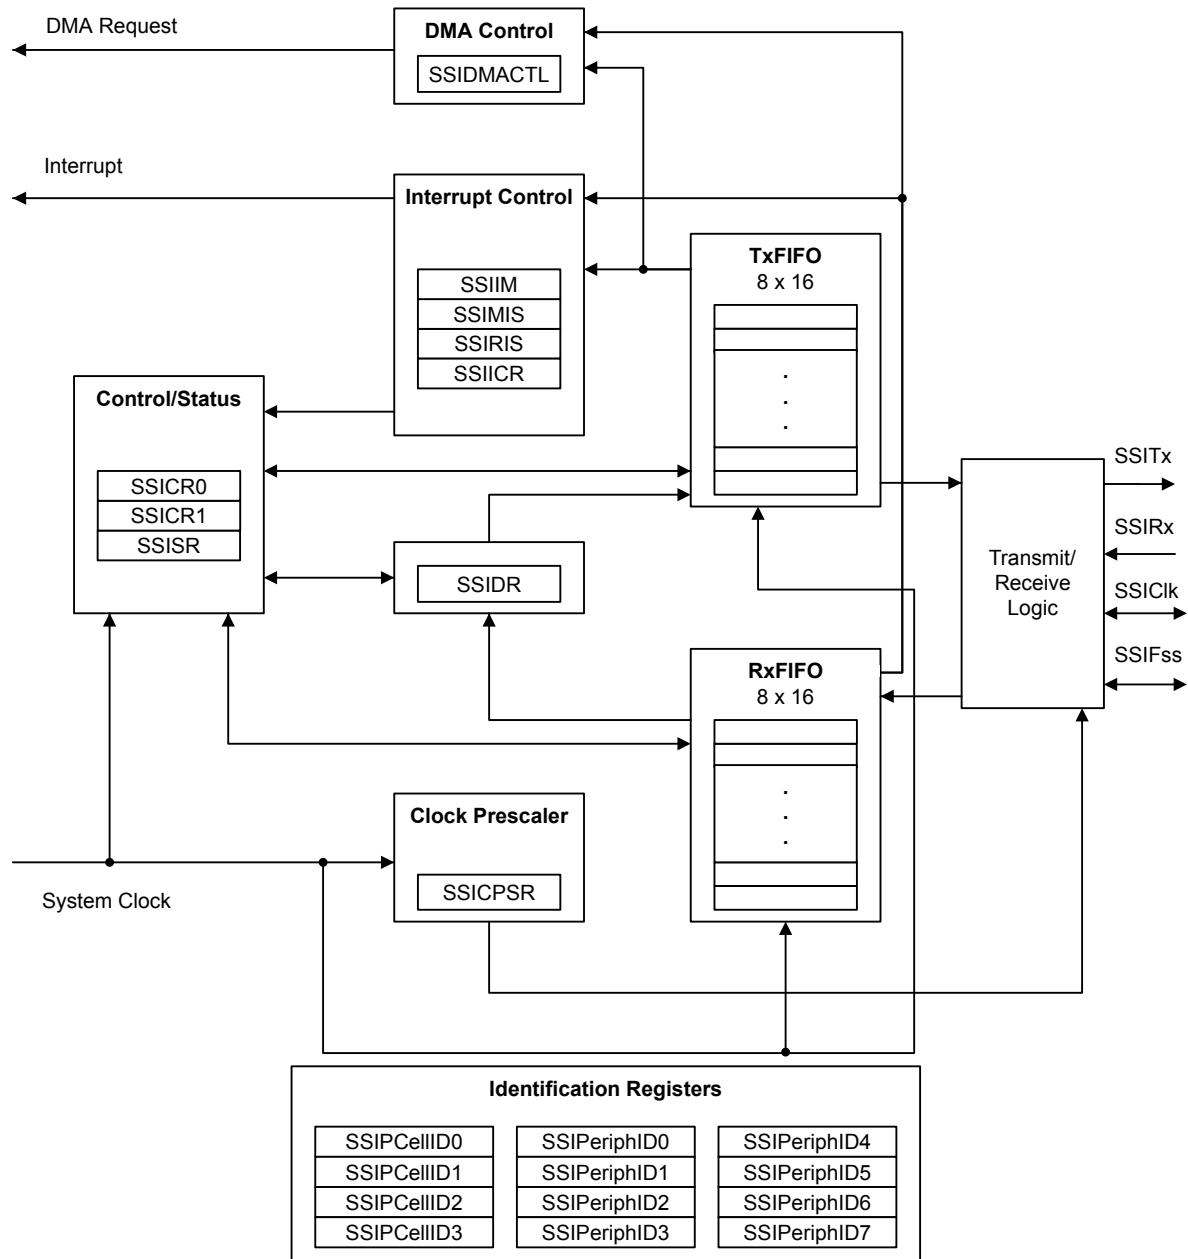 DMA Request
DMA Control
SSIDMACTL
Interrupt
Interrupt Control
SSIIM
SSIMIS
SSIRIS
SSIICR
TxFIFO
8 x 16
.
.
.
Control/Status
SSICR0
SSICR1
SSISR
SSIDR
Transmit/
Receive
Logic
SSITx
SSIRx
SSIClk
SSIFss
RxFIFO
8 x 16
.
.
.
Clock Prescaler
SSICPSR
System Clock
Identification Registers
SSIPCellID0
SSIPCellID1
SSIPCellID2
SSIPCellID3
SSIPeriphID0
SSIPeriphID1
SSIPeriphID2
SSIPeriphID3
SSIPeriphID4
SSIPeriphID5
SSIPeriphID6
SSIPeriphID7